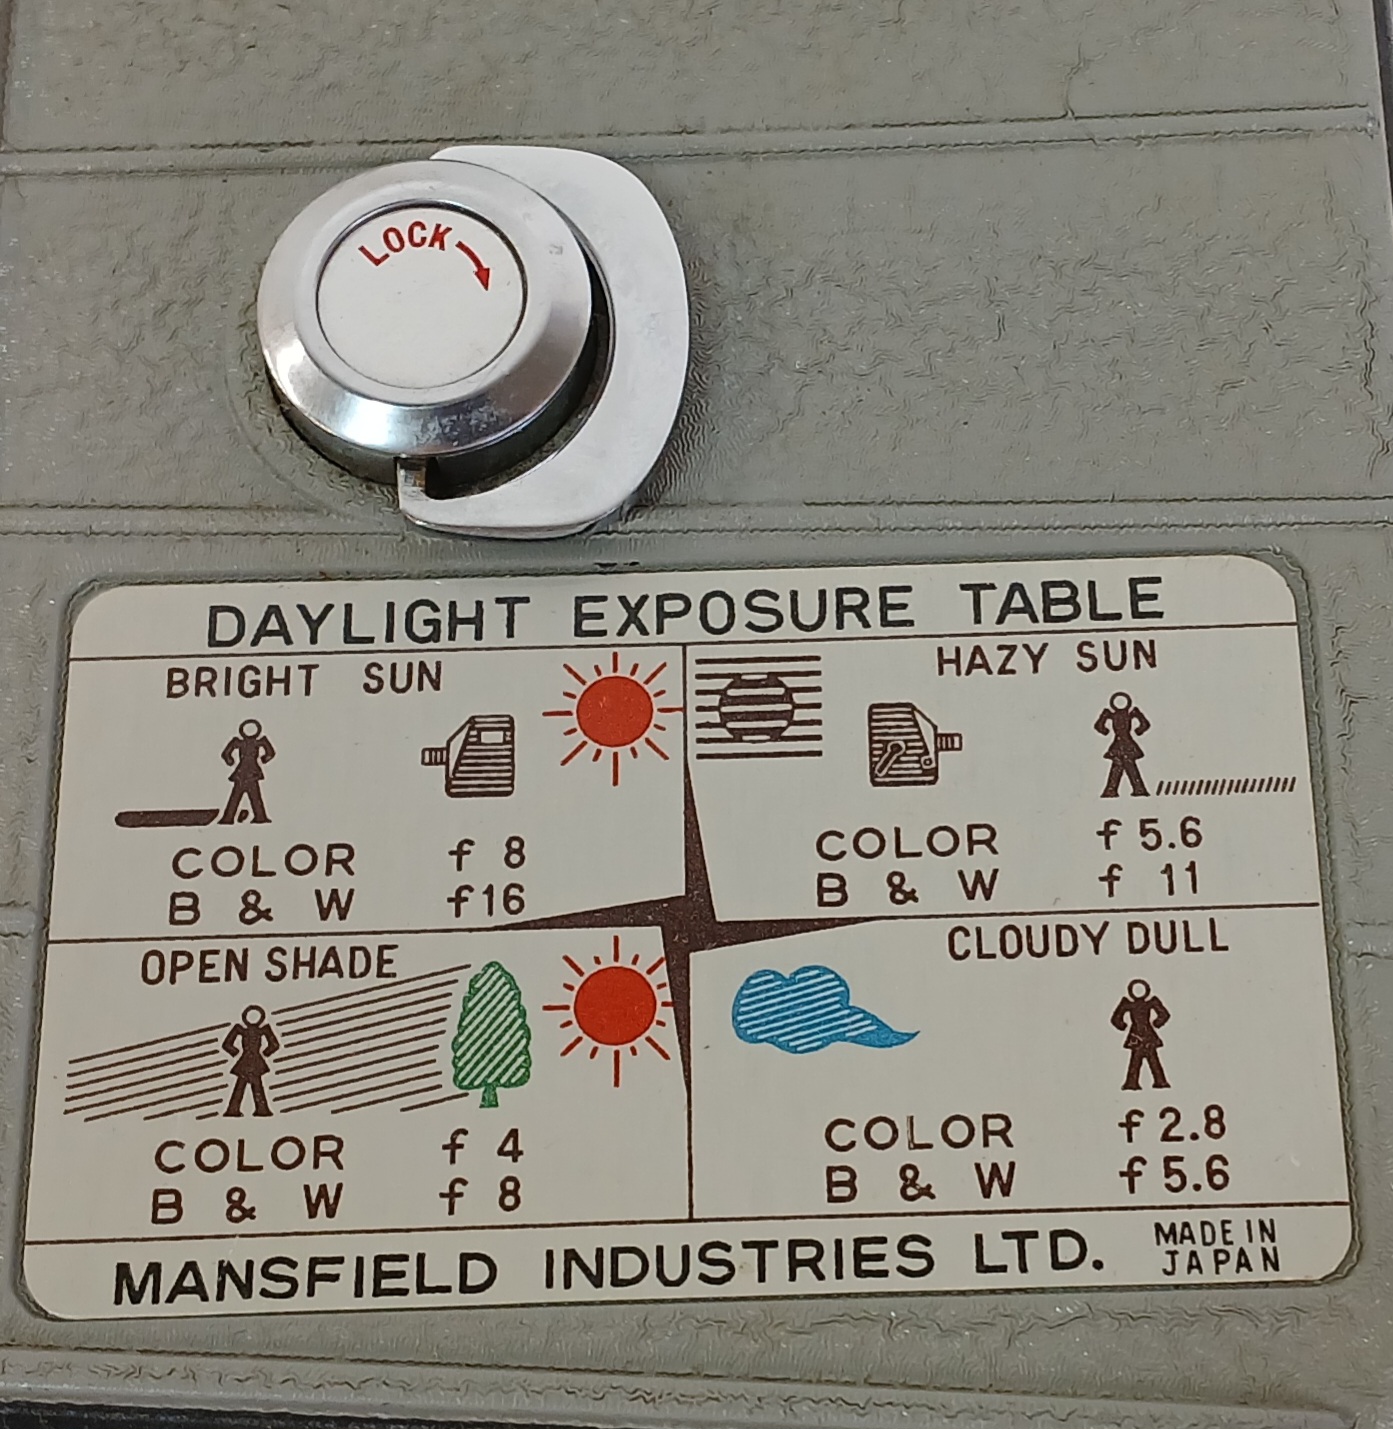 LOCK
DAYLIGHT EXPOSURE TABLE
BRIGHT SUN
COLOR f 8
B & W f16
HAZY SUN
COLOR f 5.6
B & W f 11
OPEN SHADE
COLOR f 4
B & W f 8
CLOUDY DULL
COLOR f 2.8
B & W f 5.6
MANSFIELD INDUSTRIES LTD.
MADE IN
JAPAN